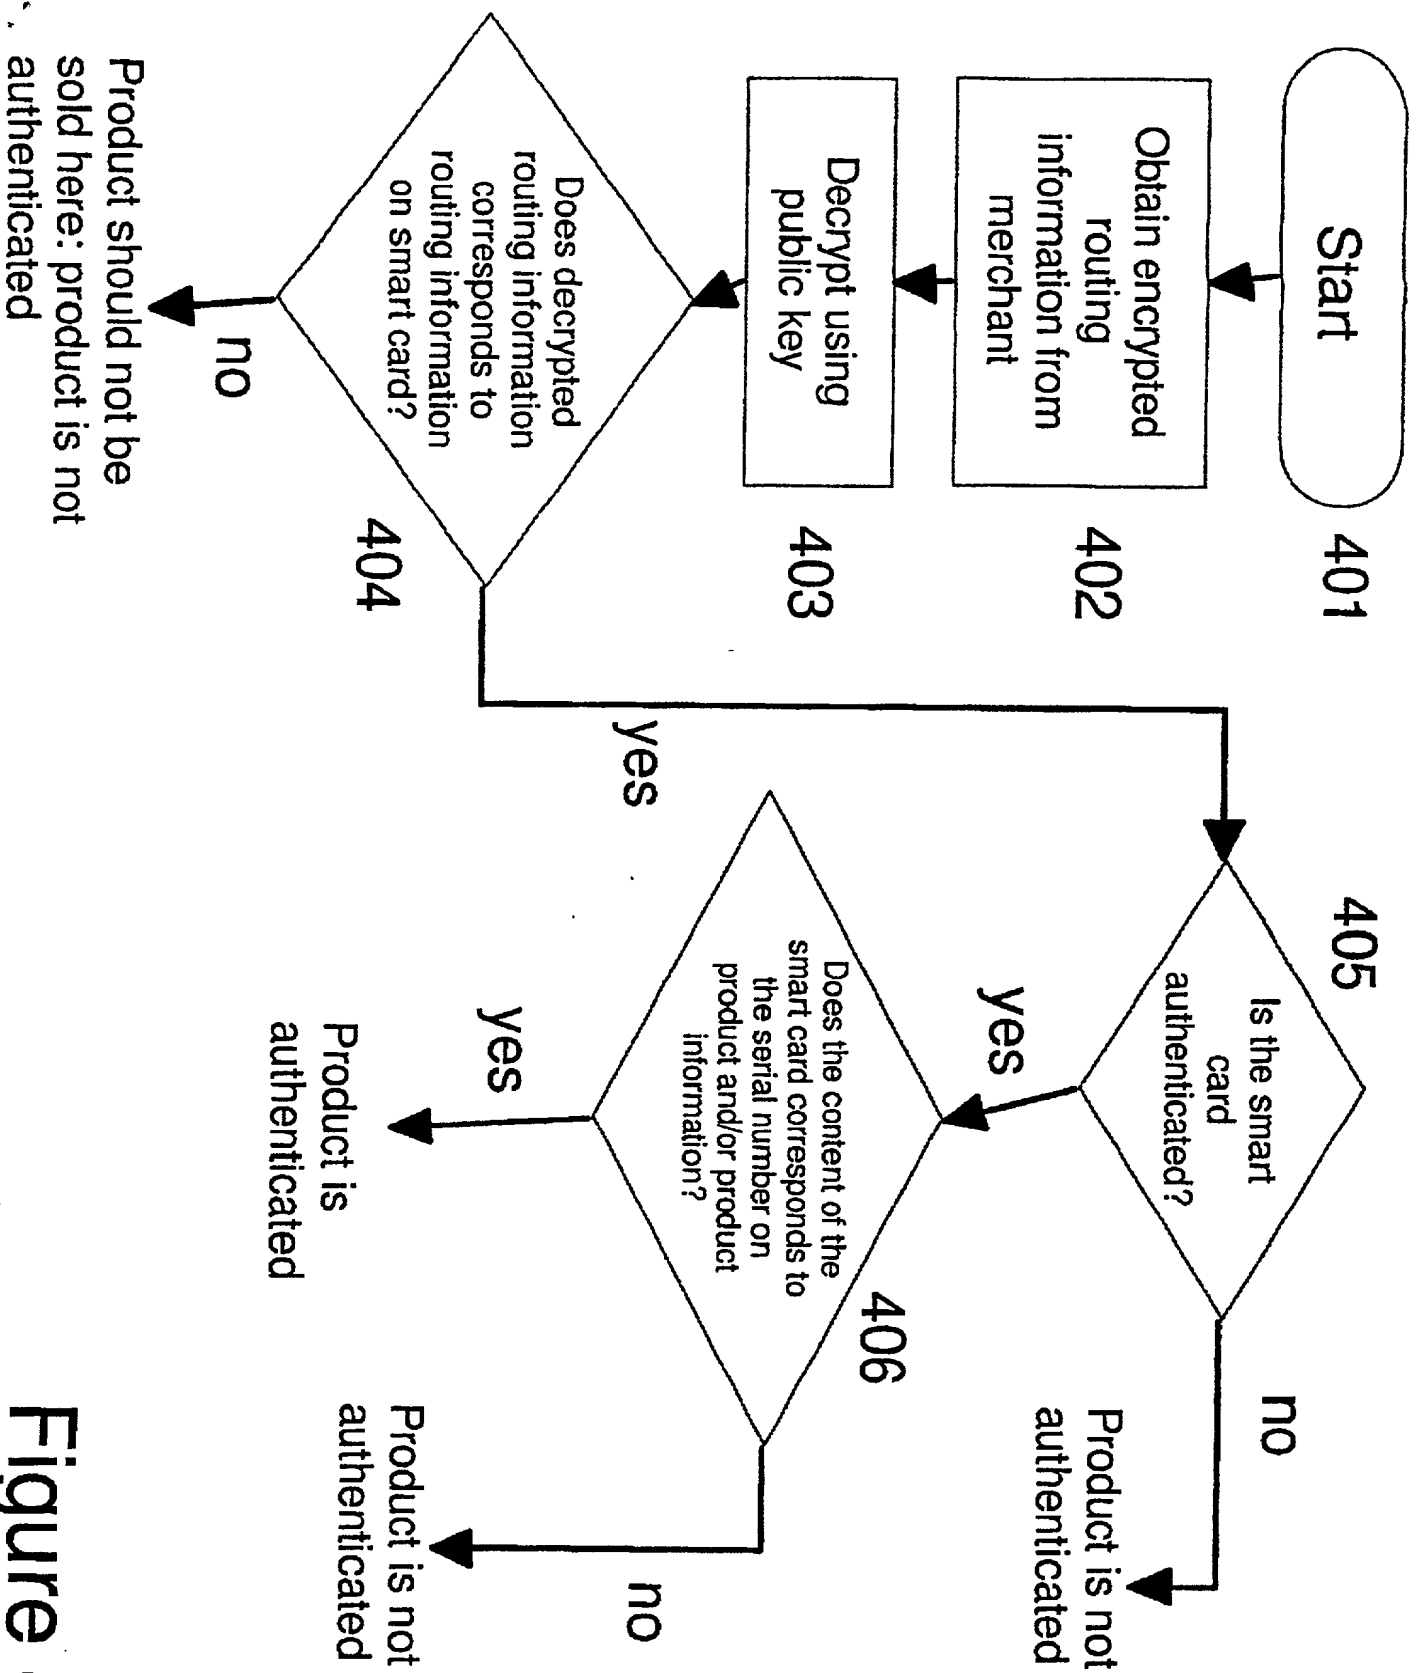 Start
401
Obtain encrypted
routing
information from
merchant
402
Decrypt using
public key
403
Does decrypted
routing information
corresponds to
routing information
on smart card?
404
no
Product should not be
sold here: product is not
authenticated
yes
405
Is the smart
card
authenticated?
no
Product is not
authenticated
yes
Does the content of the
smart card corresponds to
the serial number on
product and/or product
information?
406
yes
Product is
authenticated
no
Product is not
authenticated
Figure